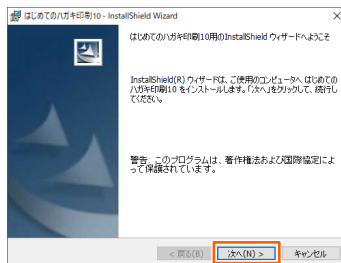 はじめてのハガキ印刷10 - InstallShield Wizard
はじめてのハガキ印刷10用のInstallShield ウィザードへようこそ
InstallShield(R) ウィザードは、ご使用のコンピュータへ はじめての
ハガキ印刷10 をインストールします。「次へ」をクリックして、続行し
てください。
警告: このプログラムは、著作権法および国際協定によ
って保護されています。
< 戻る(B)
次へ(N) >
キャンセル